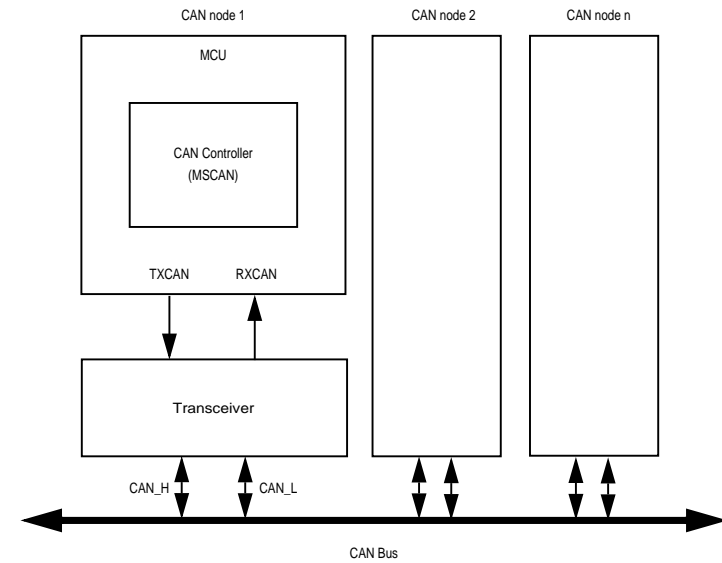 CAN node 1
CAN node 2
CAN node n
MCU
CAN Controller
(MSCAN)
TXCAN
RXCAN
Transceiver
CAN_H
CAN_L
CAN Bus